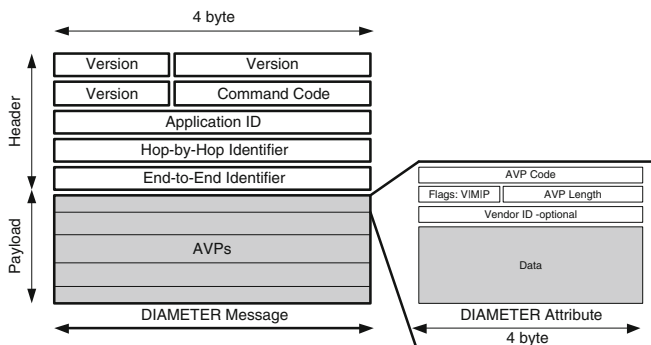 4 byte
Version Version
Version Command Code
Application ID
Hop-by-Hop Identifier
End-to-End Identifier
Header
Payload
AVPs
DIAMETER Message
AVP Code
Flags: VIMIP AVP Length
Vendor ID -optional
Data
DIAMETER Attribute
4 byte